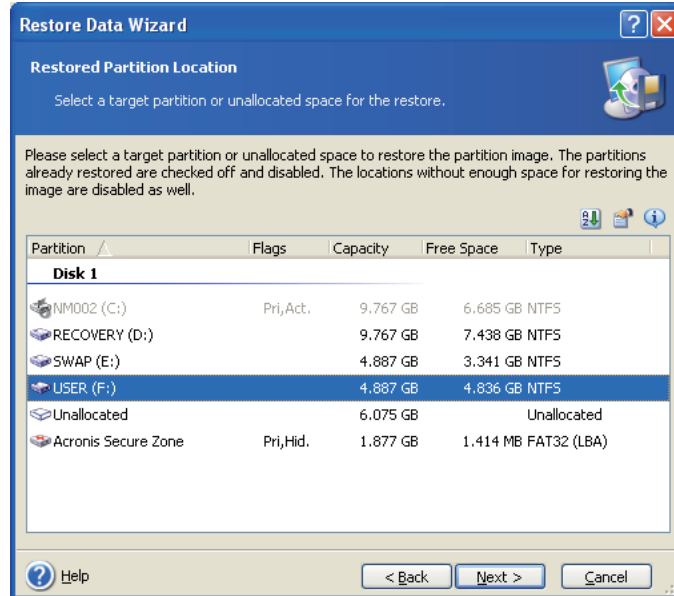 Restore Data Wizard
Restored Partition Location
Select a target partition or unallocated space for the restore.
Please select a target partition or unallocated space to restore the partition image. The partitions
already restored are checked off and disabled. The locations without enough space for restoring the
image are disabled as well.
Partition Flags Capacity Free Space Type
Disk 1
NM002 (C:) Pri,Act. 9.767 GB 6.685 GB NTFS
RECOVERY (D:) 9.767 GB 7.438 GB NTFS
SWAP (E:) 4.887 GB 3.341 GB NTFS
USER (F:) 4.887 GB 4.836 GB NTFS
Unallocated 6.075 GB Unallocated
Acronis Secure Zone Pri,Hid. 1.877 GB 1.414 MB FAT32 (LBA)
Help < Back Next > Cancel